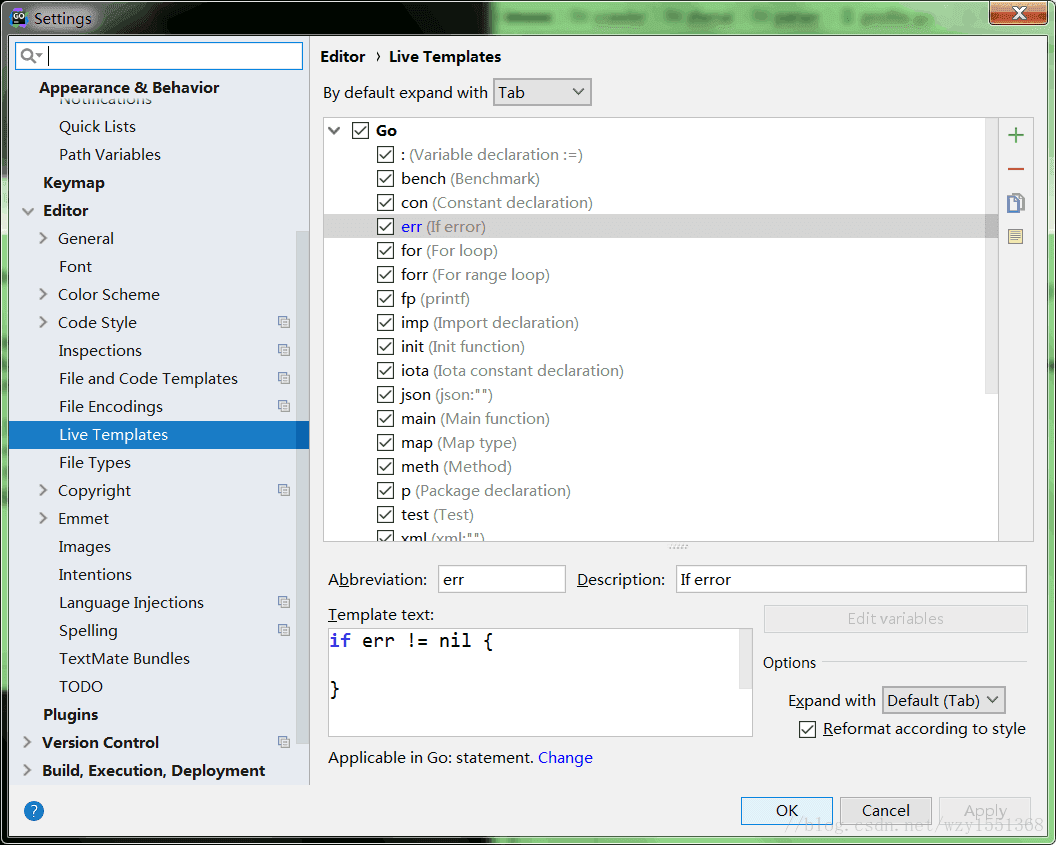 GO Settings
Appearance & Behavior
Notifications
Quick Lists
Path Variables
Keymap
Editor
General
Font
Color Scheme
Code Style
Inspections
File and Code Templates
File Encodings
Live Templates
File Types
Copyright
Emmet
Images
Intentions
Language Injections
Spelling
TextMate Bundles
TODO
Plugins
Version Control
Build, Execution, Deployment
?
Editor › Live Templates
By default expand with Tab
Go
: (Variable declaration :=)
bench (Benchmark)
con (Constant declaration)
err (If error)
for (For loop)
forr (For range loop)
fp (printf)
imp (Import declaration)
init (Init function)
iota (Iota constant declaration)
json (json:"")
main (Main function)
map (Map type)
meth (Method)
p (Package declaration)
test (Test)
xml (xml:"")
Abbreviation: err Description: If error
Template text:
if err != nil {
}
Edit variables
Options
Expand with Default (Tab)
Reformat according to style
Applicable in Go: statement. Change
OK Cancel Apply
//blog.csdn.net/wzy1551368